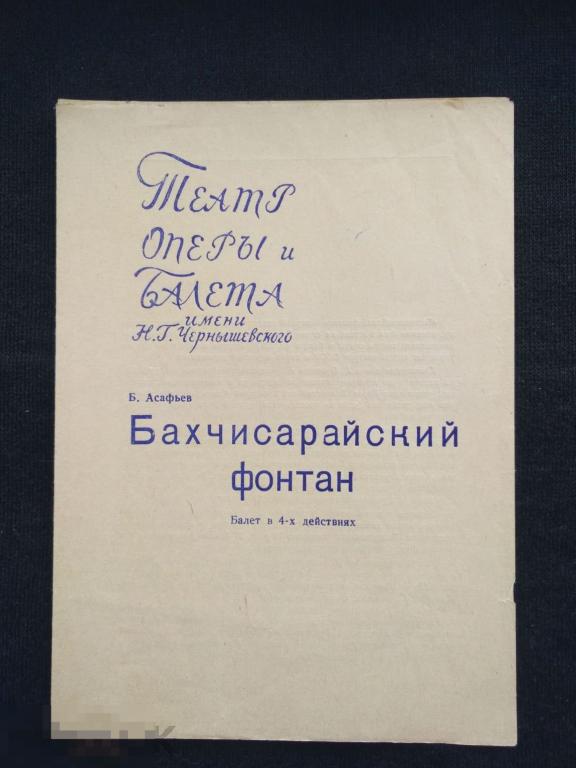 Театр
оперы и
балета
имени
Н.Г. Чернышевского
Б. Асафьев
Бахчисарайский
фонтан
Балет в 4-х действиях